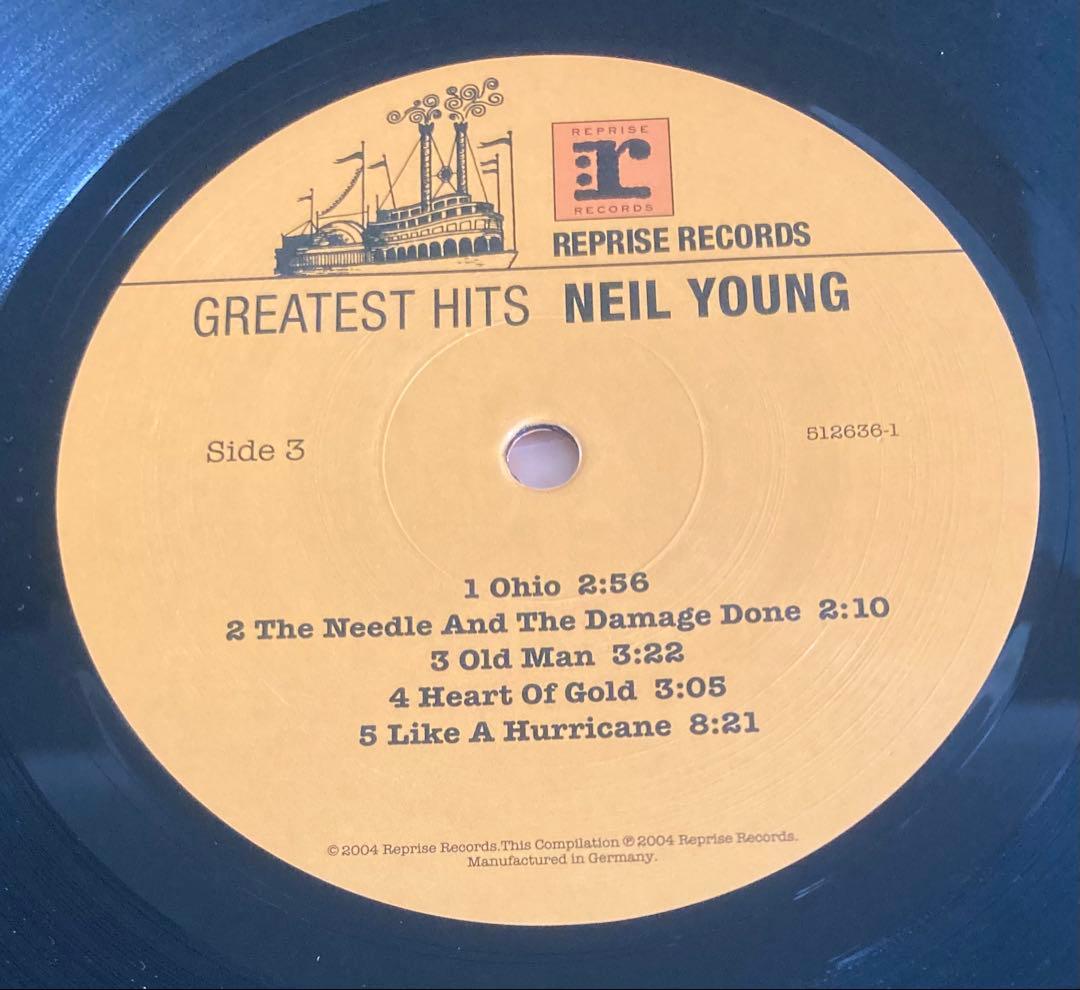 REPRISE
r
RECORDS
REPRISE RECORDS
GREATEST HITS NEIL YOUNG
Side 3
512636-1
1 Ohio 2:56
2 The Needle And The Damage Done 2:10
3 Old Man 3:22
4 Heart Of Gold 3:05
5 Like A Hurricane 8:21
© 2004 Reprise Records. This Compilation ℗ 2004 Reprise Records.
Manufactured in Germany.